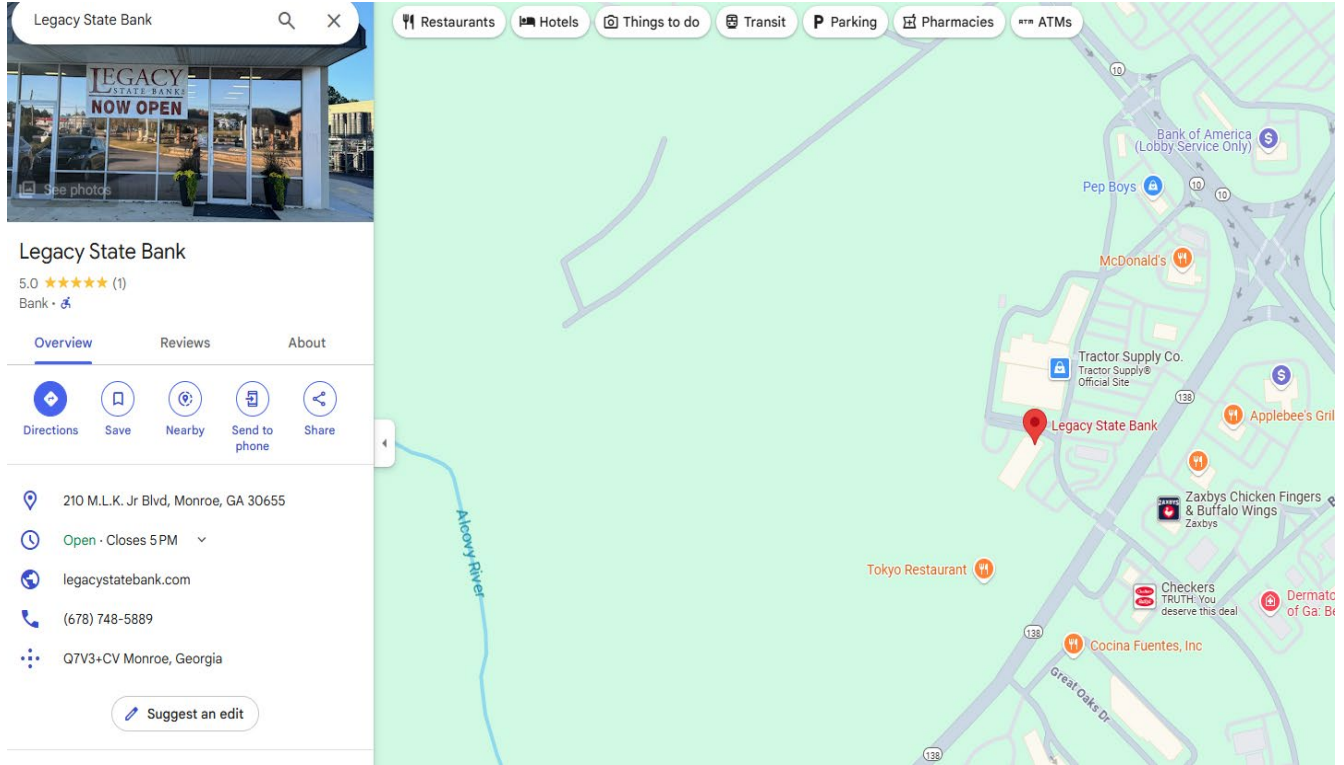 Legacy State Bank
Restaurants
Hotels
Things to do
Transit
P Parking
Pharmacies
ATM ATMs
LEGACY
STATE BANK
NOW OPEN
See photos
Legacy State Bank
5.0 (1)
Bank ·
Overview
Reviews
About
Directions
Save
Nearby
Send to
phone
Share
210 M.L.K. Jr Blvd, Monroe, GA 30655
Open · Closes 5 PM
legacystatebank.com
(678) 748-5889
Q7V3+CV Monroe, Georgia
Suggest an edit
10
Bank of America
(Lobby Service Only)
$
Pep Boys
10
10
McDonald's
Tractor Supply Co.
Tractor Supply®
Official Site
$
138
Applebee's Gril
Legacy State Bank
ZAXBYS
Zaxbys Chicken Fingers
& Buffalo Wings
Zaxbys
Alcovy River
Tokyo Restaurant
Checkers
TRUTH: You
deserve this deal
Dermato
of Ga: Be
138
Cocina Fuentes, Inc
Great Oaks Dr
138